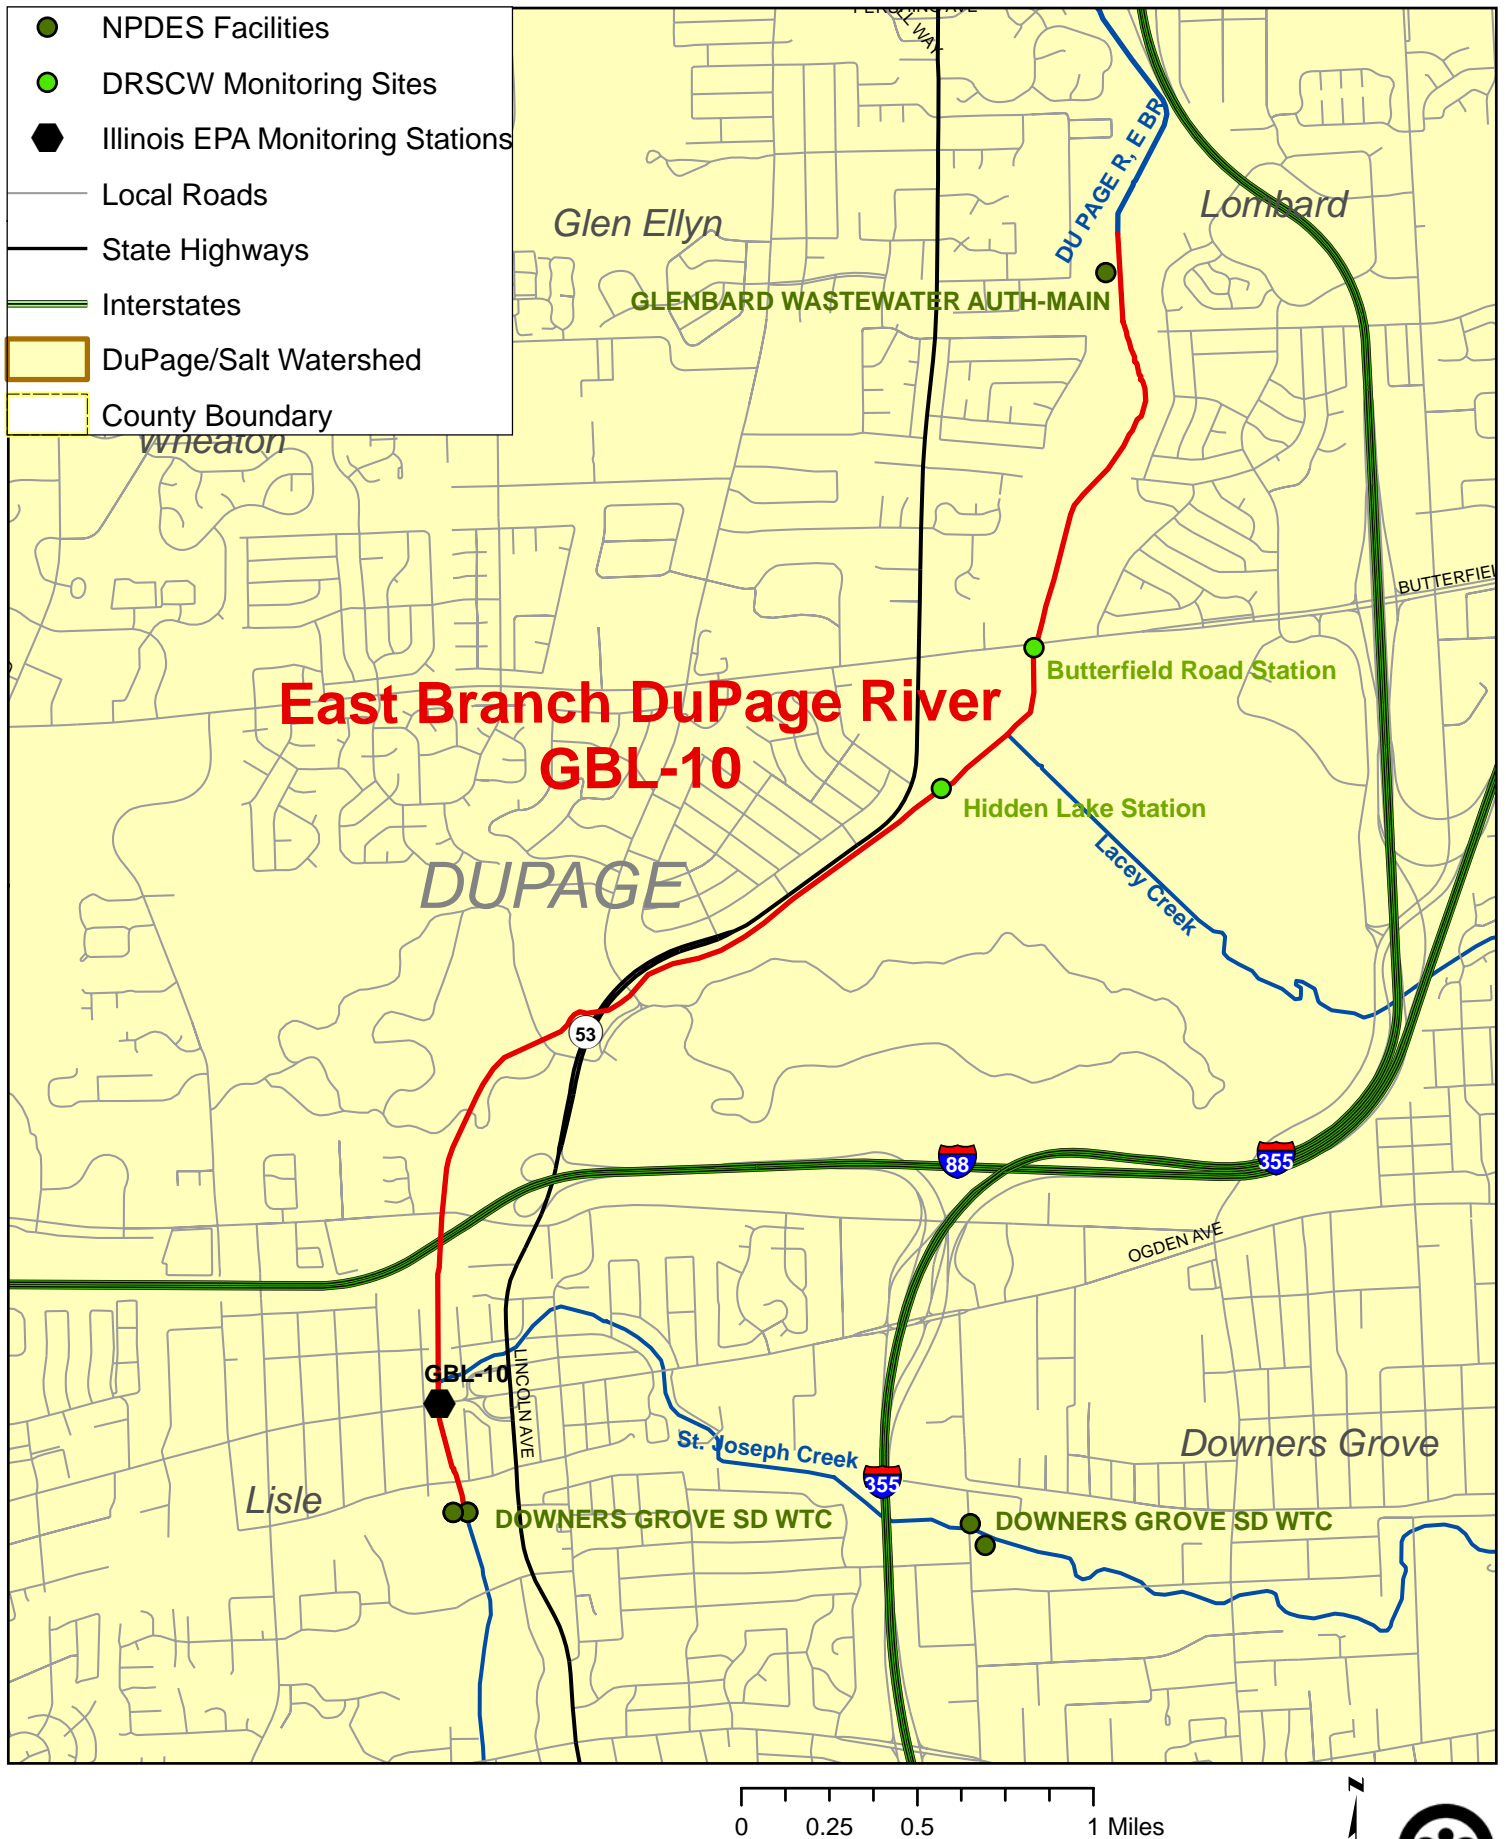 NPDES Facilities
DRSCW Monitoring Sites
Illinois EPA Monitoring Stations
Local Roads
State Highways
Interstates
DuPage/Salt Watershed
County Boundary
Wheaton
Glen Ellyn
DU PAGE R, E BR
Lombard
GLENBARD WASTEWATER AUTH-MAIN
Butterfield Road Station
East Branch DuPage River
GBL-10
Hidden Lake Station
DUPAGE
Lacey Creek
53
88
355
OGDEN AVE
GBL-10
LINCOLN AVE
St. Joseph Creek
Downers Grove
355
Lisle
DOWNERS GROVE SD WTC
DOWNERS GROVE SD WTC
0 0.25 0.5 1 Miles
z